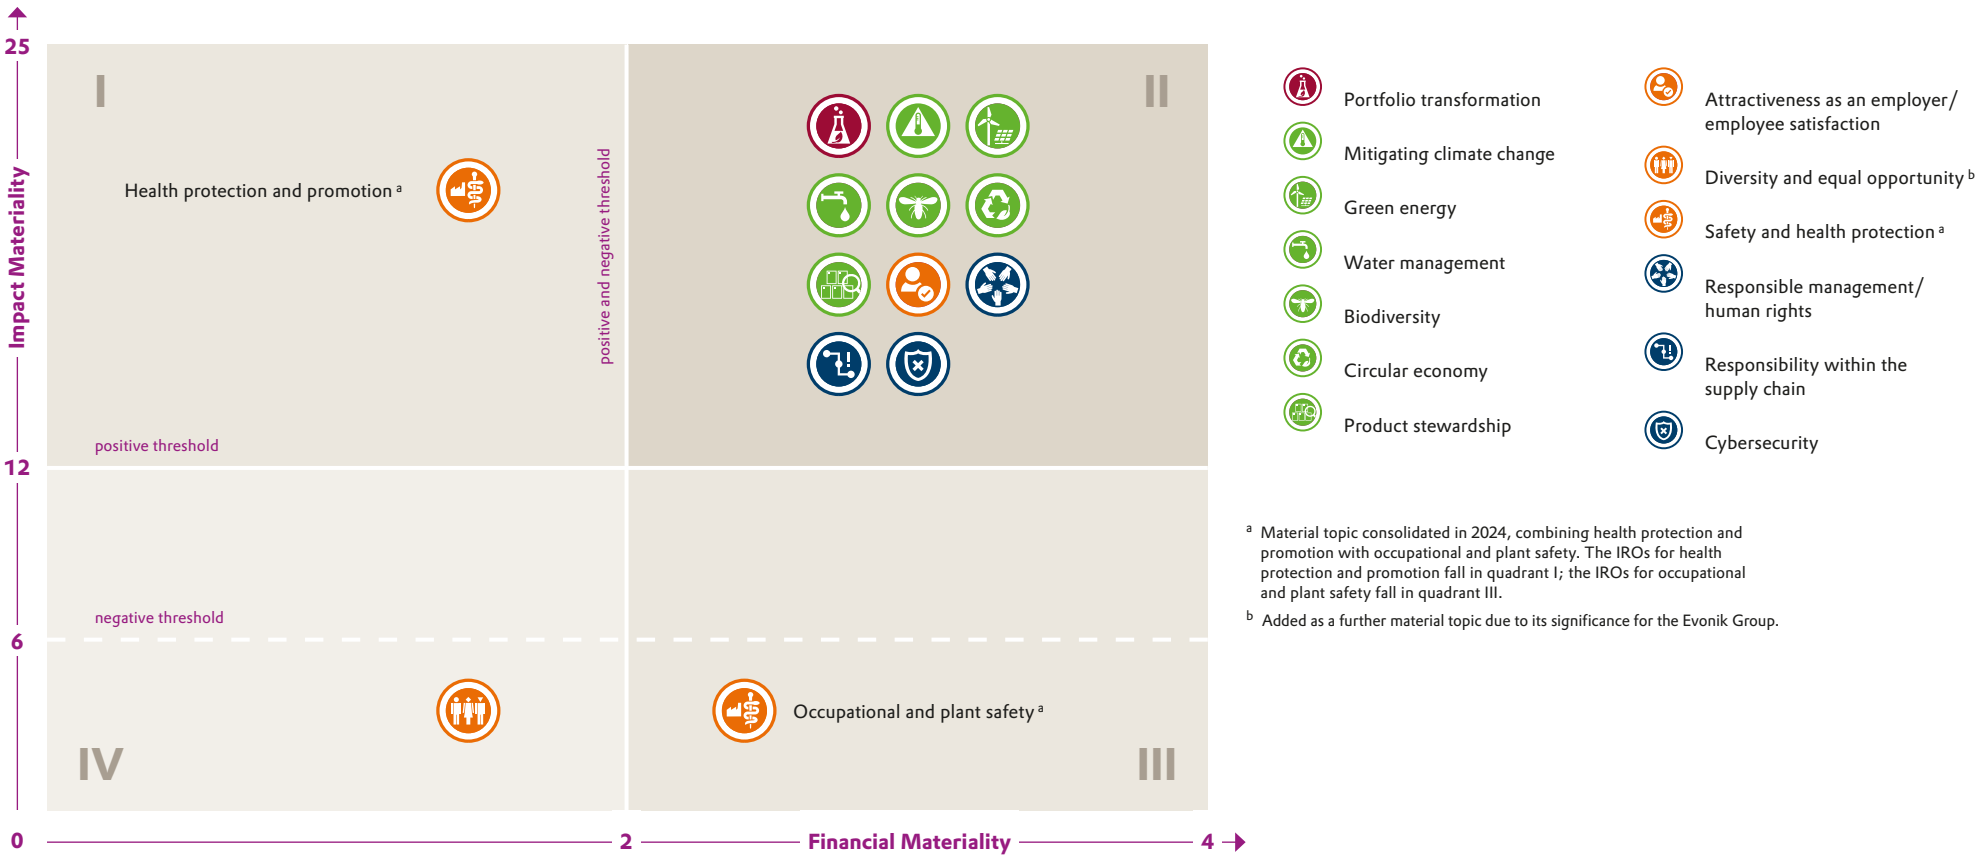 25
12
6
0
Impact Materiality
I
II
III
IV
Health protection and promotion a
positive and negative threshold
positive threshold
negative threshold
Occupational and plant safety a
2
Financial Materiality
4
Portfolio transformation
Mitigating climate change
Green energy
Water management
Biodiversity
Circular economy
Product stewardship
Attractiveness as an employer/
employee satisfaction
Diversity and equal opportunity b
Safety and health protection a
Responsible management/
human rights
Responsibility within the
supply chain
Cybersecurity
a Material topic consolidated in 2024, combining health protection and
promotion with occupational and plant safety. The IROs for health
protection and promotion fall in quadrant I; the IROs for occupational
and plant safety fall in quadrant III.
b Added as a further material topic due to its significance for the Evonik Group.